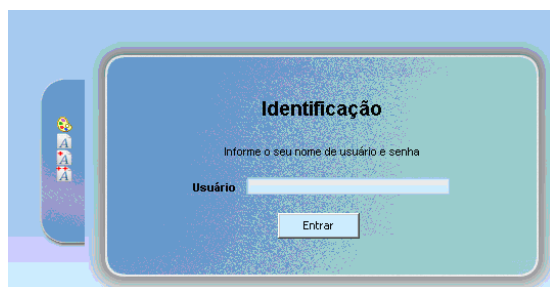 Identificação
Informe o seu nome de usuário e senha
Usuário
Entrar
A
A
A